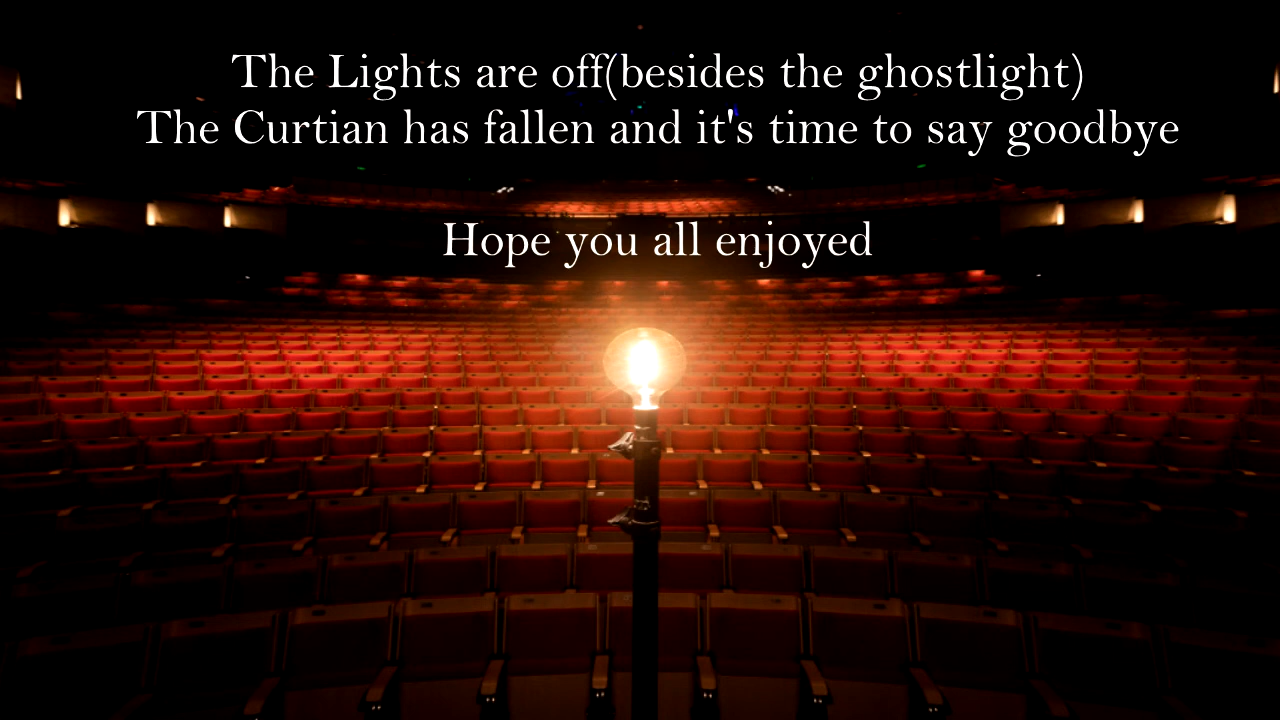 The Lights are off(besides the ghostlight)
The Curtian has fallen and it's time to say goodbye
Hope you all enjoyed